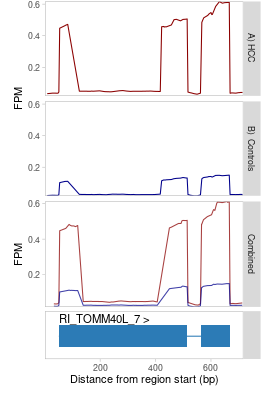 0.6
0.4
0.2
FPM
A) HCC
0.6
0.4
0.2
FPM
B) Controls
0.6
0.4
0.2
FPM
Combined
RI_TOMM40L_7 >
200
400
600
Distance from region start (bp)